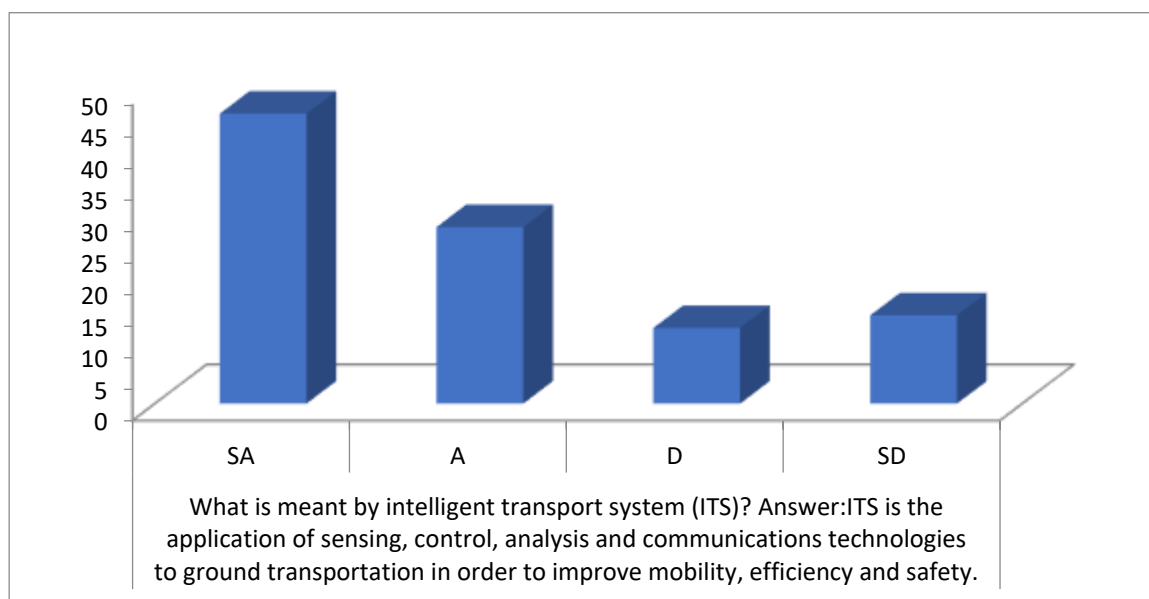 50
45
40
35
30
25
20
15
10
5
0
SA A D SD
What is meant by intelligent transport system (ITS)? Answer:ITS is the
application of sensing, control, analysis and communications technologies
to ground transportation in order to improve mobility, efficiency and safety.